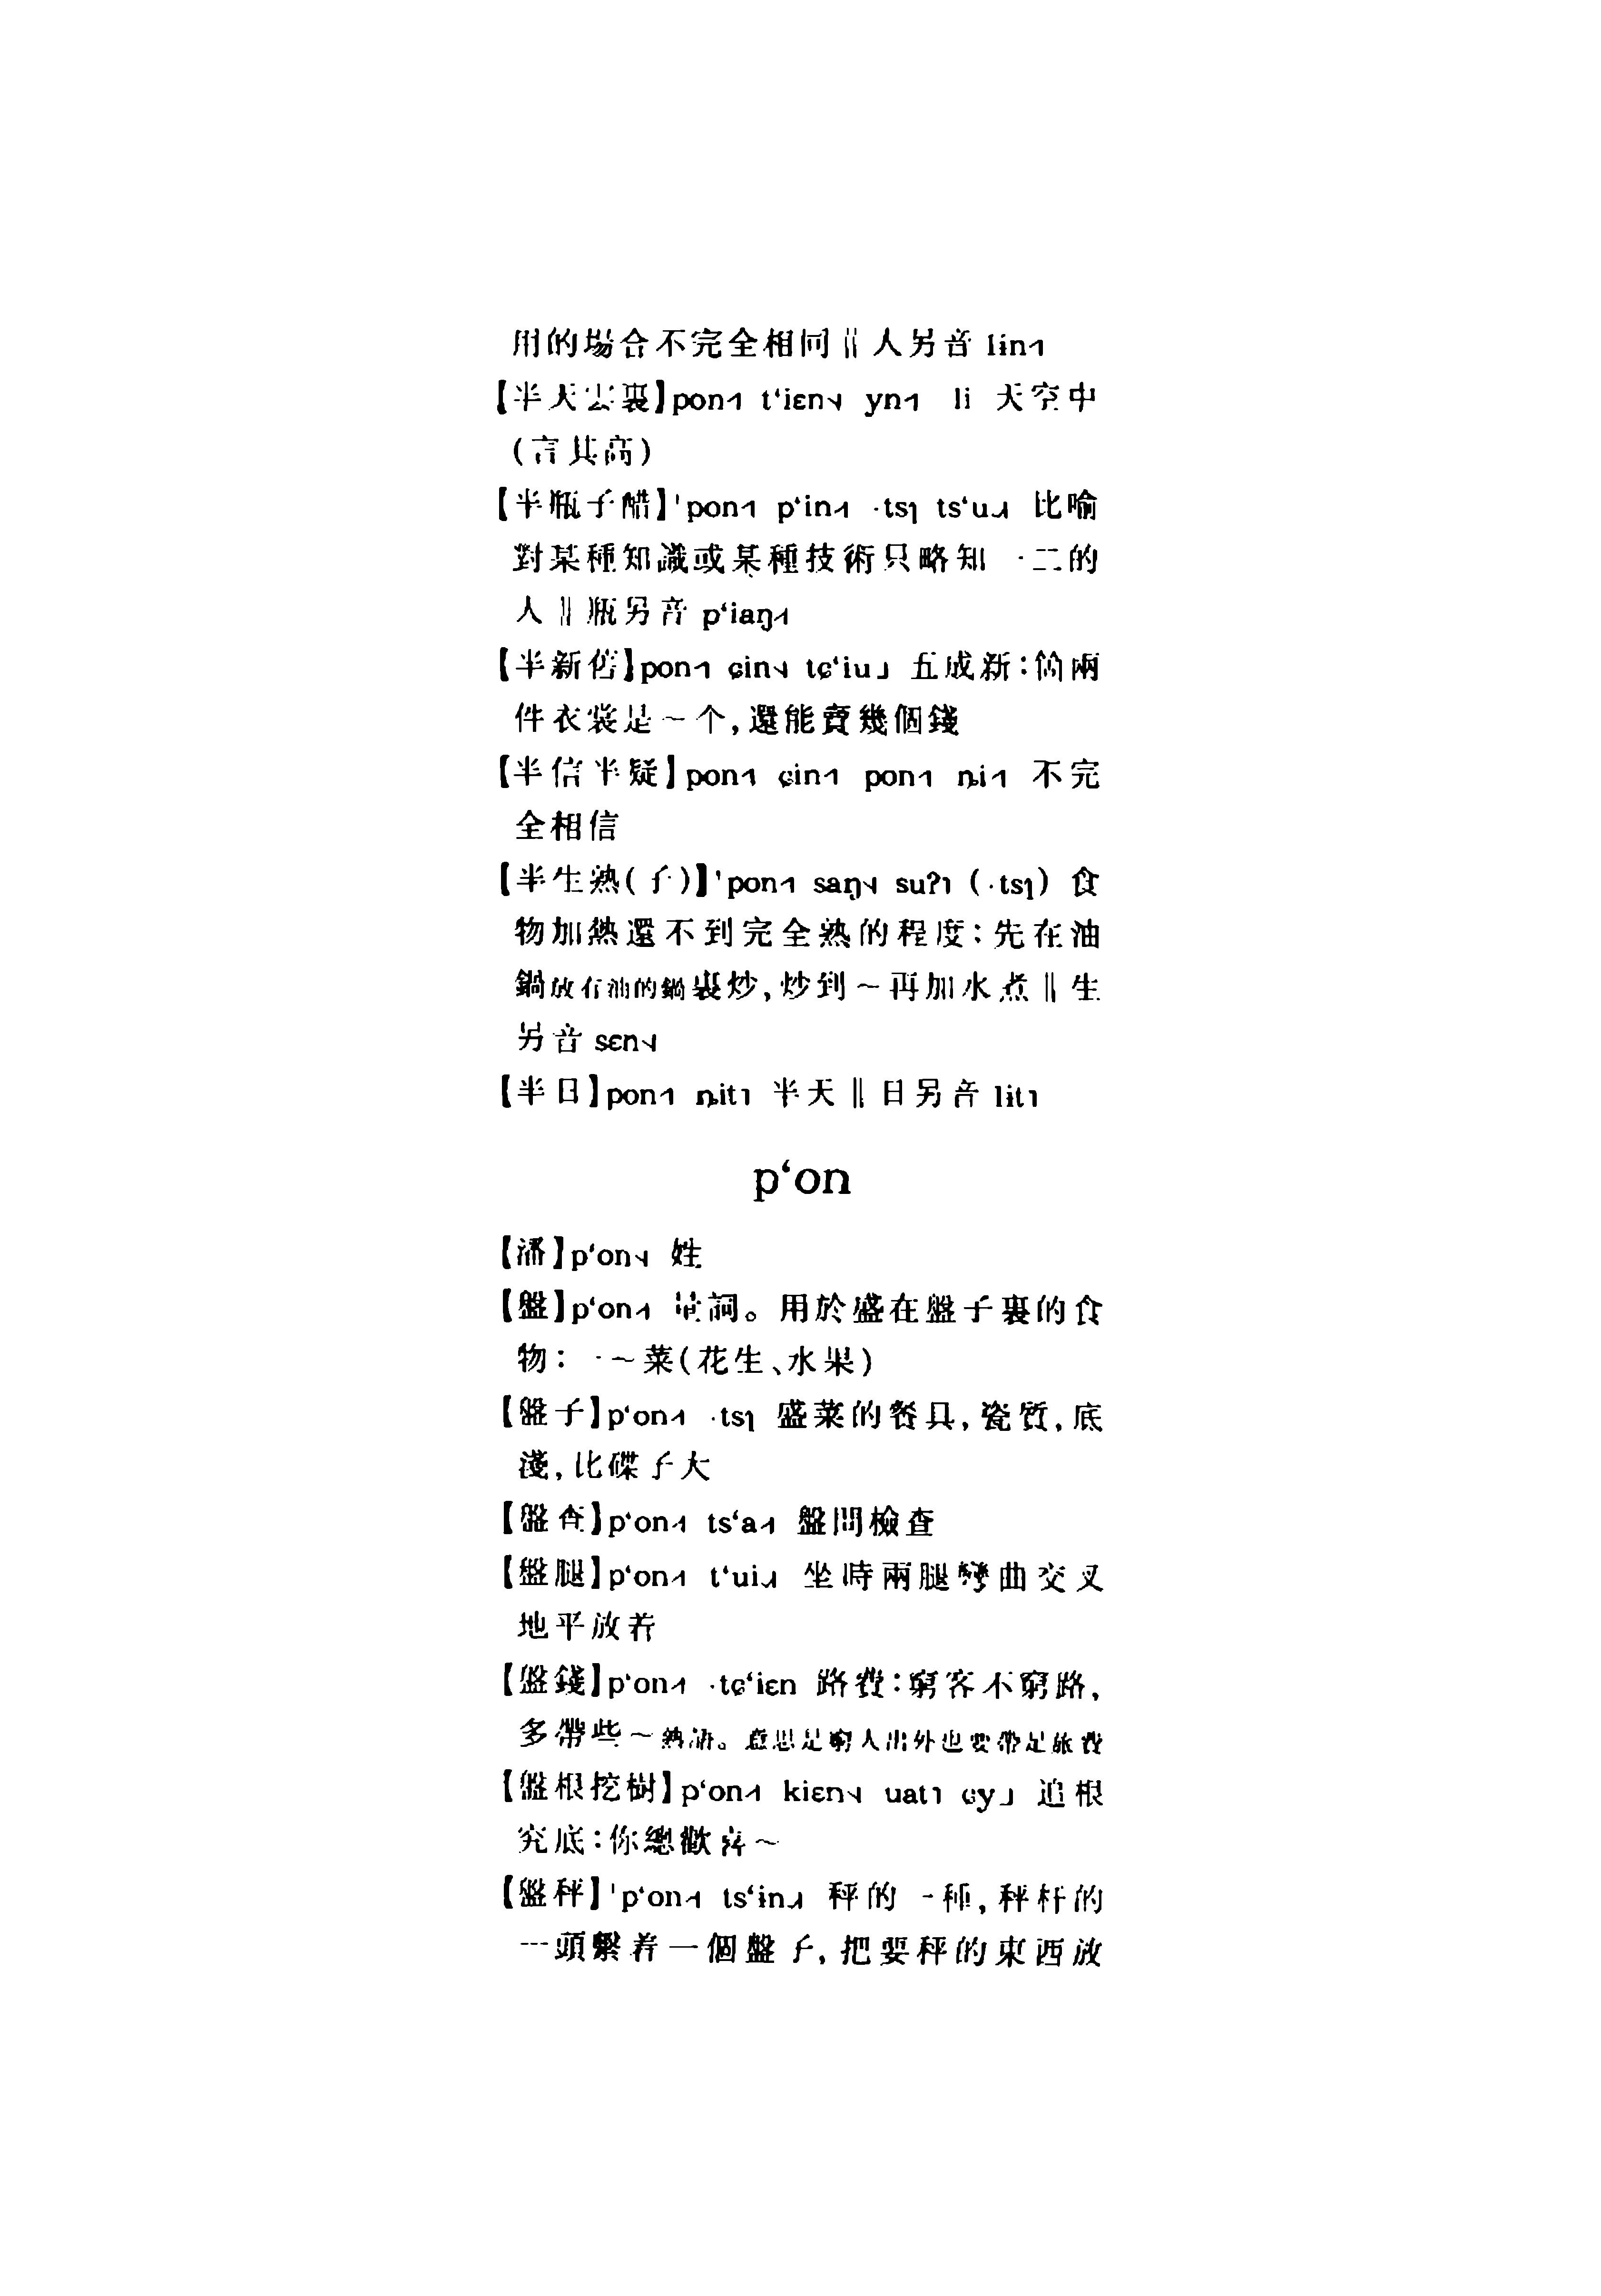 用的場合不完全相同‖人另音 lin˧
【半天雲裏】pon˧ t‘iɛn˨ yn˧ li 天空中
(言其高)
【半瓶子醋】ˈpon˧ p‘in˧ ·tsɿ ts‘u˩ 比喻
對某種知識或某種技術只略知一二的
人‖瓶另音 p‘iaŋ˧
【半新舊】pon˧ ɕin˨ tɕ‘iu˩ 五成新:箇兩
件衣裳是～个,還能賣幾個錢
【半信半疑】pon˧ ɕin˧ pon˧ ȵi˧ 不完
全相信
【半生熟(子)】ˈpon˧ saŋ˨ suʔ˥ (·tsɿ) 食
物加熱還不到完全熟的程度:先在油
鍋放有油的鍋裏炒,炒到～再加水煮‖生
另音 sɛn˨
【半日】pon˧ ȵit˥ 半天‖日另音 lit˥
p‘on
【潘】p‘on˨ 姓
【盤】p‘on˧ 量詞。用於盛在盤子裏的食
物: 一～菜(花生、水果)
【盤子】p‘on˧ ·tsɿ 盛菜的餐具,瓷質,底
淺,比碟子大
【盤查】p‘on˧ ts‘a˧ 盤問檢查
【盤腿】p‘on˧ t‘ui˩ 坐時兩腿彎曲交叉
地平放着
【盤錢】p‘on˧ ·tɕ‘iɛn 路費:窮客不窮路,
多帶些～熟語。意思是窮人出外也要帶足旅費
【盤根挖樹】p‘on˧ kiɛn˨ uat˥ ɕy˩ 追根
究底:你總歡喜～
【盤秤】ˈp‘on˧ ts‘in˩ 秤的一種,秤杆的
一頭繫着一個盤子,把要秤的東西放